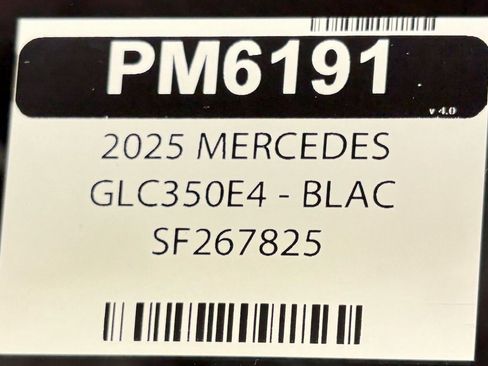 PM6191
v 4.0
2025 MERCEDES
GLC350E4 - BLAC
SF267825